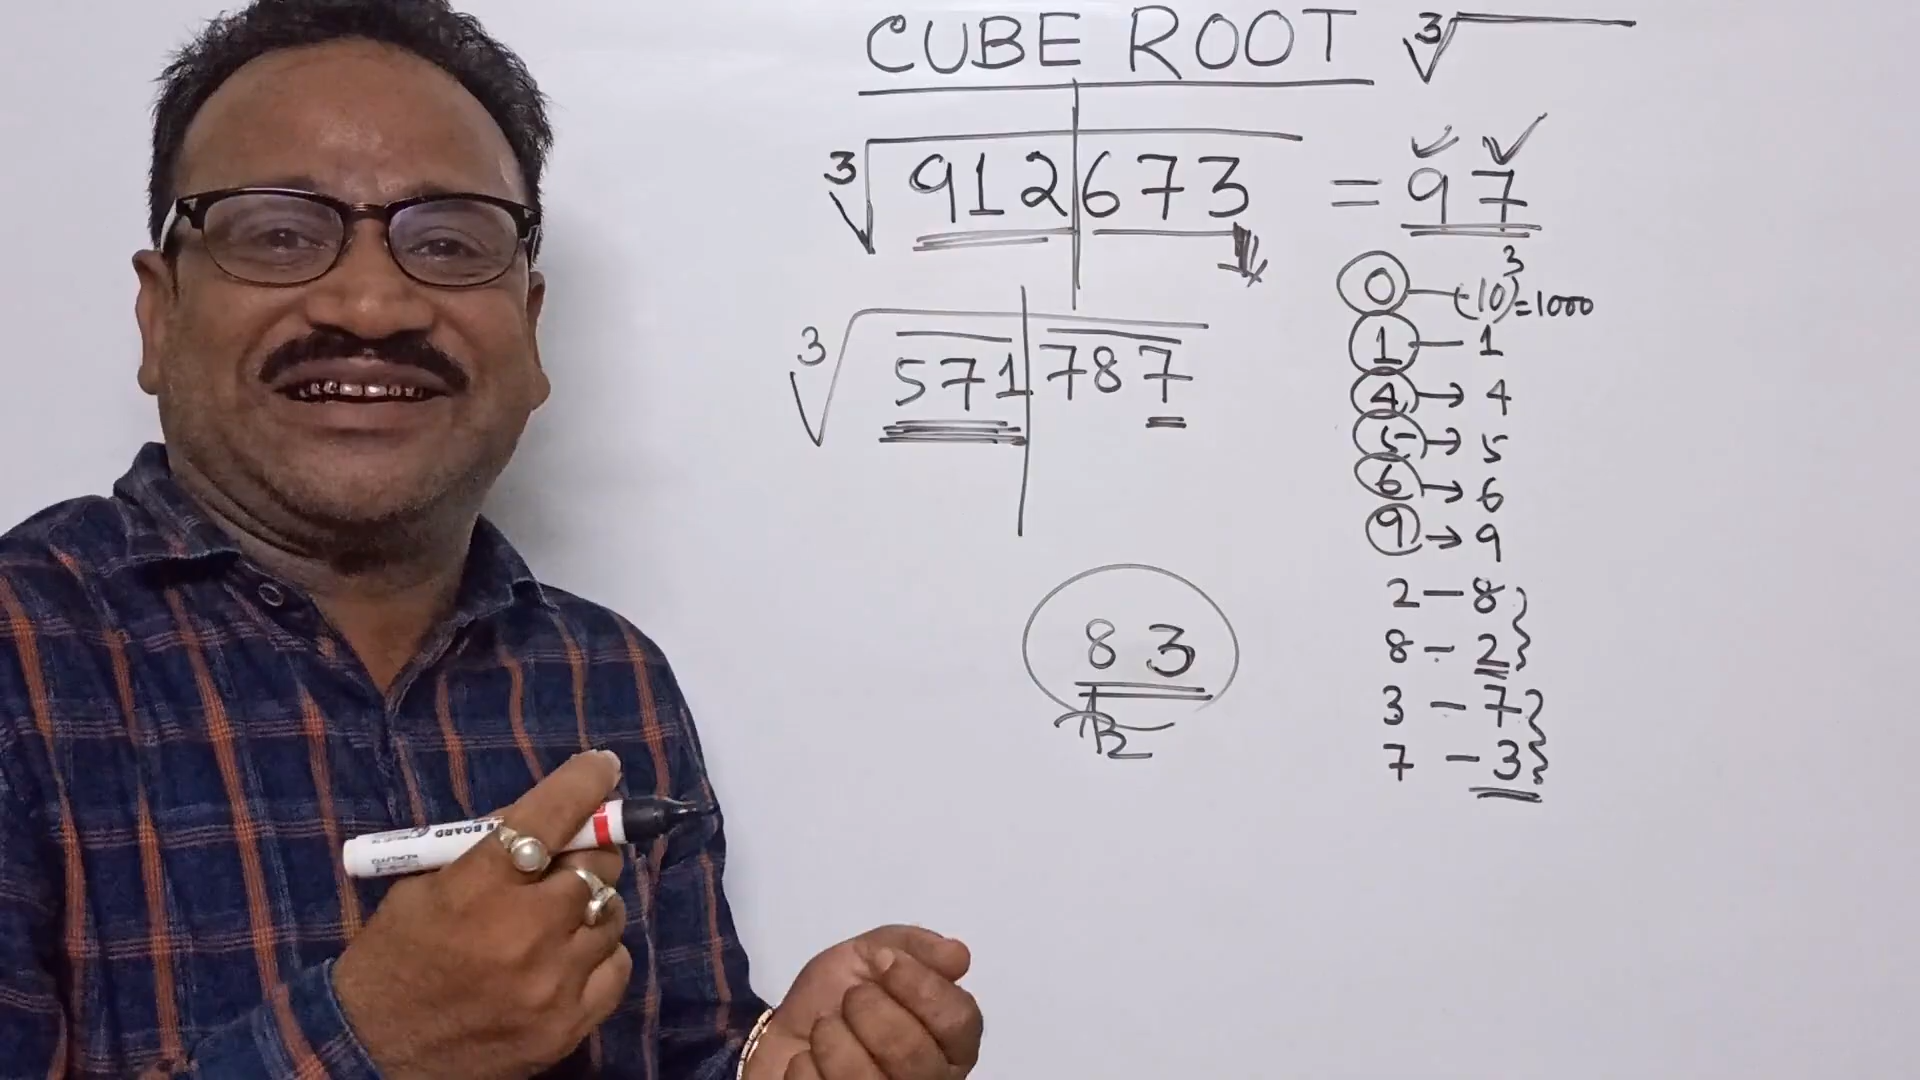 CUBE ROOT ∛
∛912673 = 97
∛571787
83
R
0 — (10)³ = 1000
1 — 1
4 → 4
5 → 5
6 → 6
9 → 9
2 — 8
8 — 2
3 — 7
7 — 3
BOARD